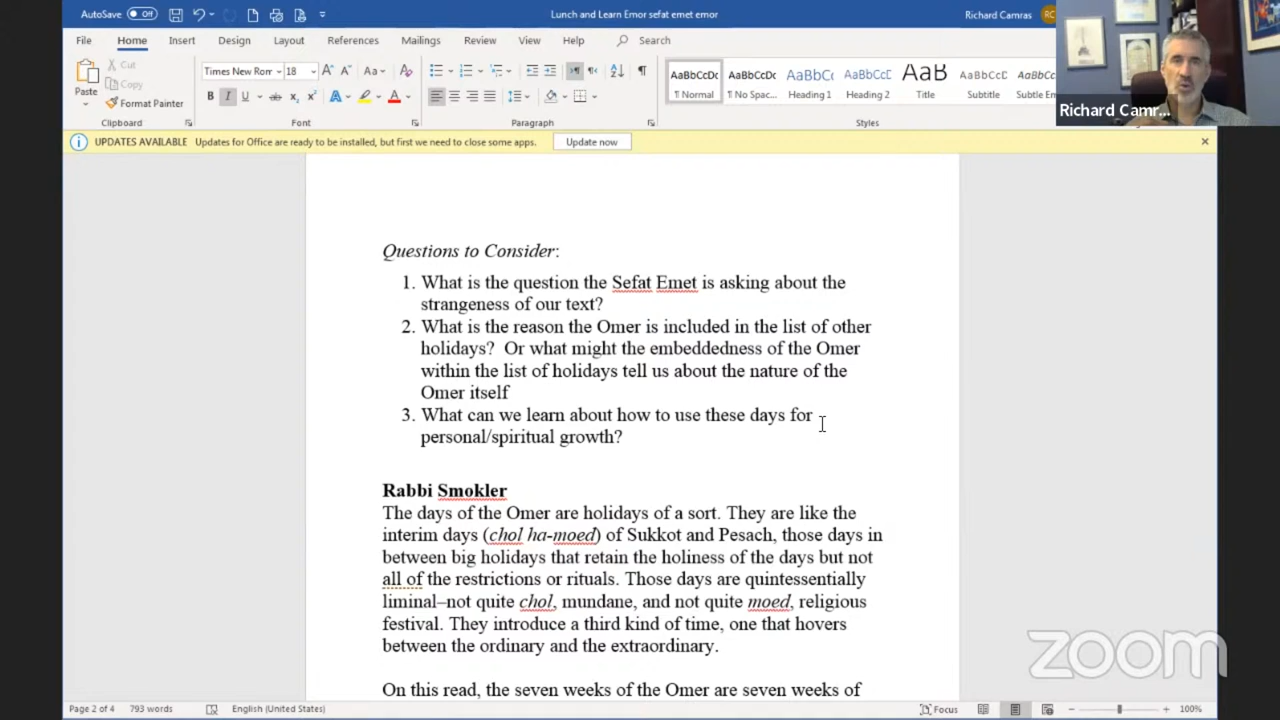 AutoSave Off
Lunch and Learn Emor sefat emet emor
Richard Camras
RC
File Home Insert Design Layout References Mailings Review View Help Search
Paste
Cut
Copy
Format Painter
Times New Ror 18
B I U
AaBbCcDc AaBbCcDc AaBbCc AaBbCcD AaB AaBbCcD AaBbCcD
¶ Normal ¶ No Spac... Heading 1 Heading 2 Title Subtitle Subtle Em
Clipboard Font Paragraph Styles
Richard Camr...
UPDATES AVAILABLE Updates for Office are ready to be installed, but first we need to close some apps. Update now
Questions to Consider:
1. What is the question the Sefat Emet is asking about the
strangeness of our text?
2. What is the reason the Omer is included in the list of other
holidays? Or what might the embeddedness of the Omer
within the list of holidays tell us about the nature of the
Omer itself
3. What can we learn about how to use these days for
personal/spiritual growth?
Rabbi Smokler
The days of the Omer are holidays of a sort. They are like the
interim days (chol ha-moed) of Sukkot and Pesach, those days in
between big holidays that retain the holiness of the days but not
all of the restrictions or rituals. Those days are quintessentially
liminal–not quite chol, mundane, and not quite moed, religious
festival. They introduce a third kind of time, one that hovers
between the ordinary and the extraordinary.
On this read, the seven weeks of the Omer are seven weeks of
zoom
Page 2 of 4 793 words English (United States) Focus 100%